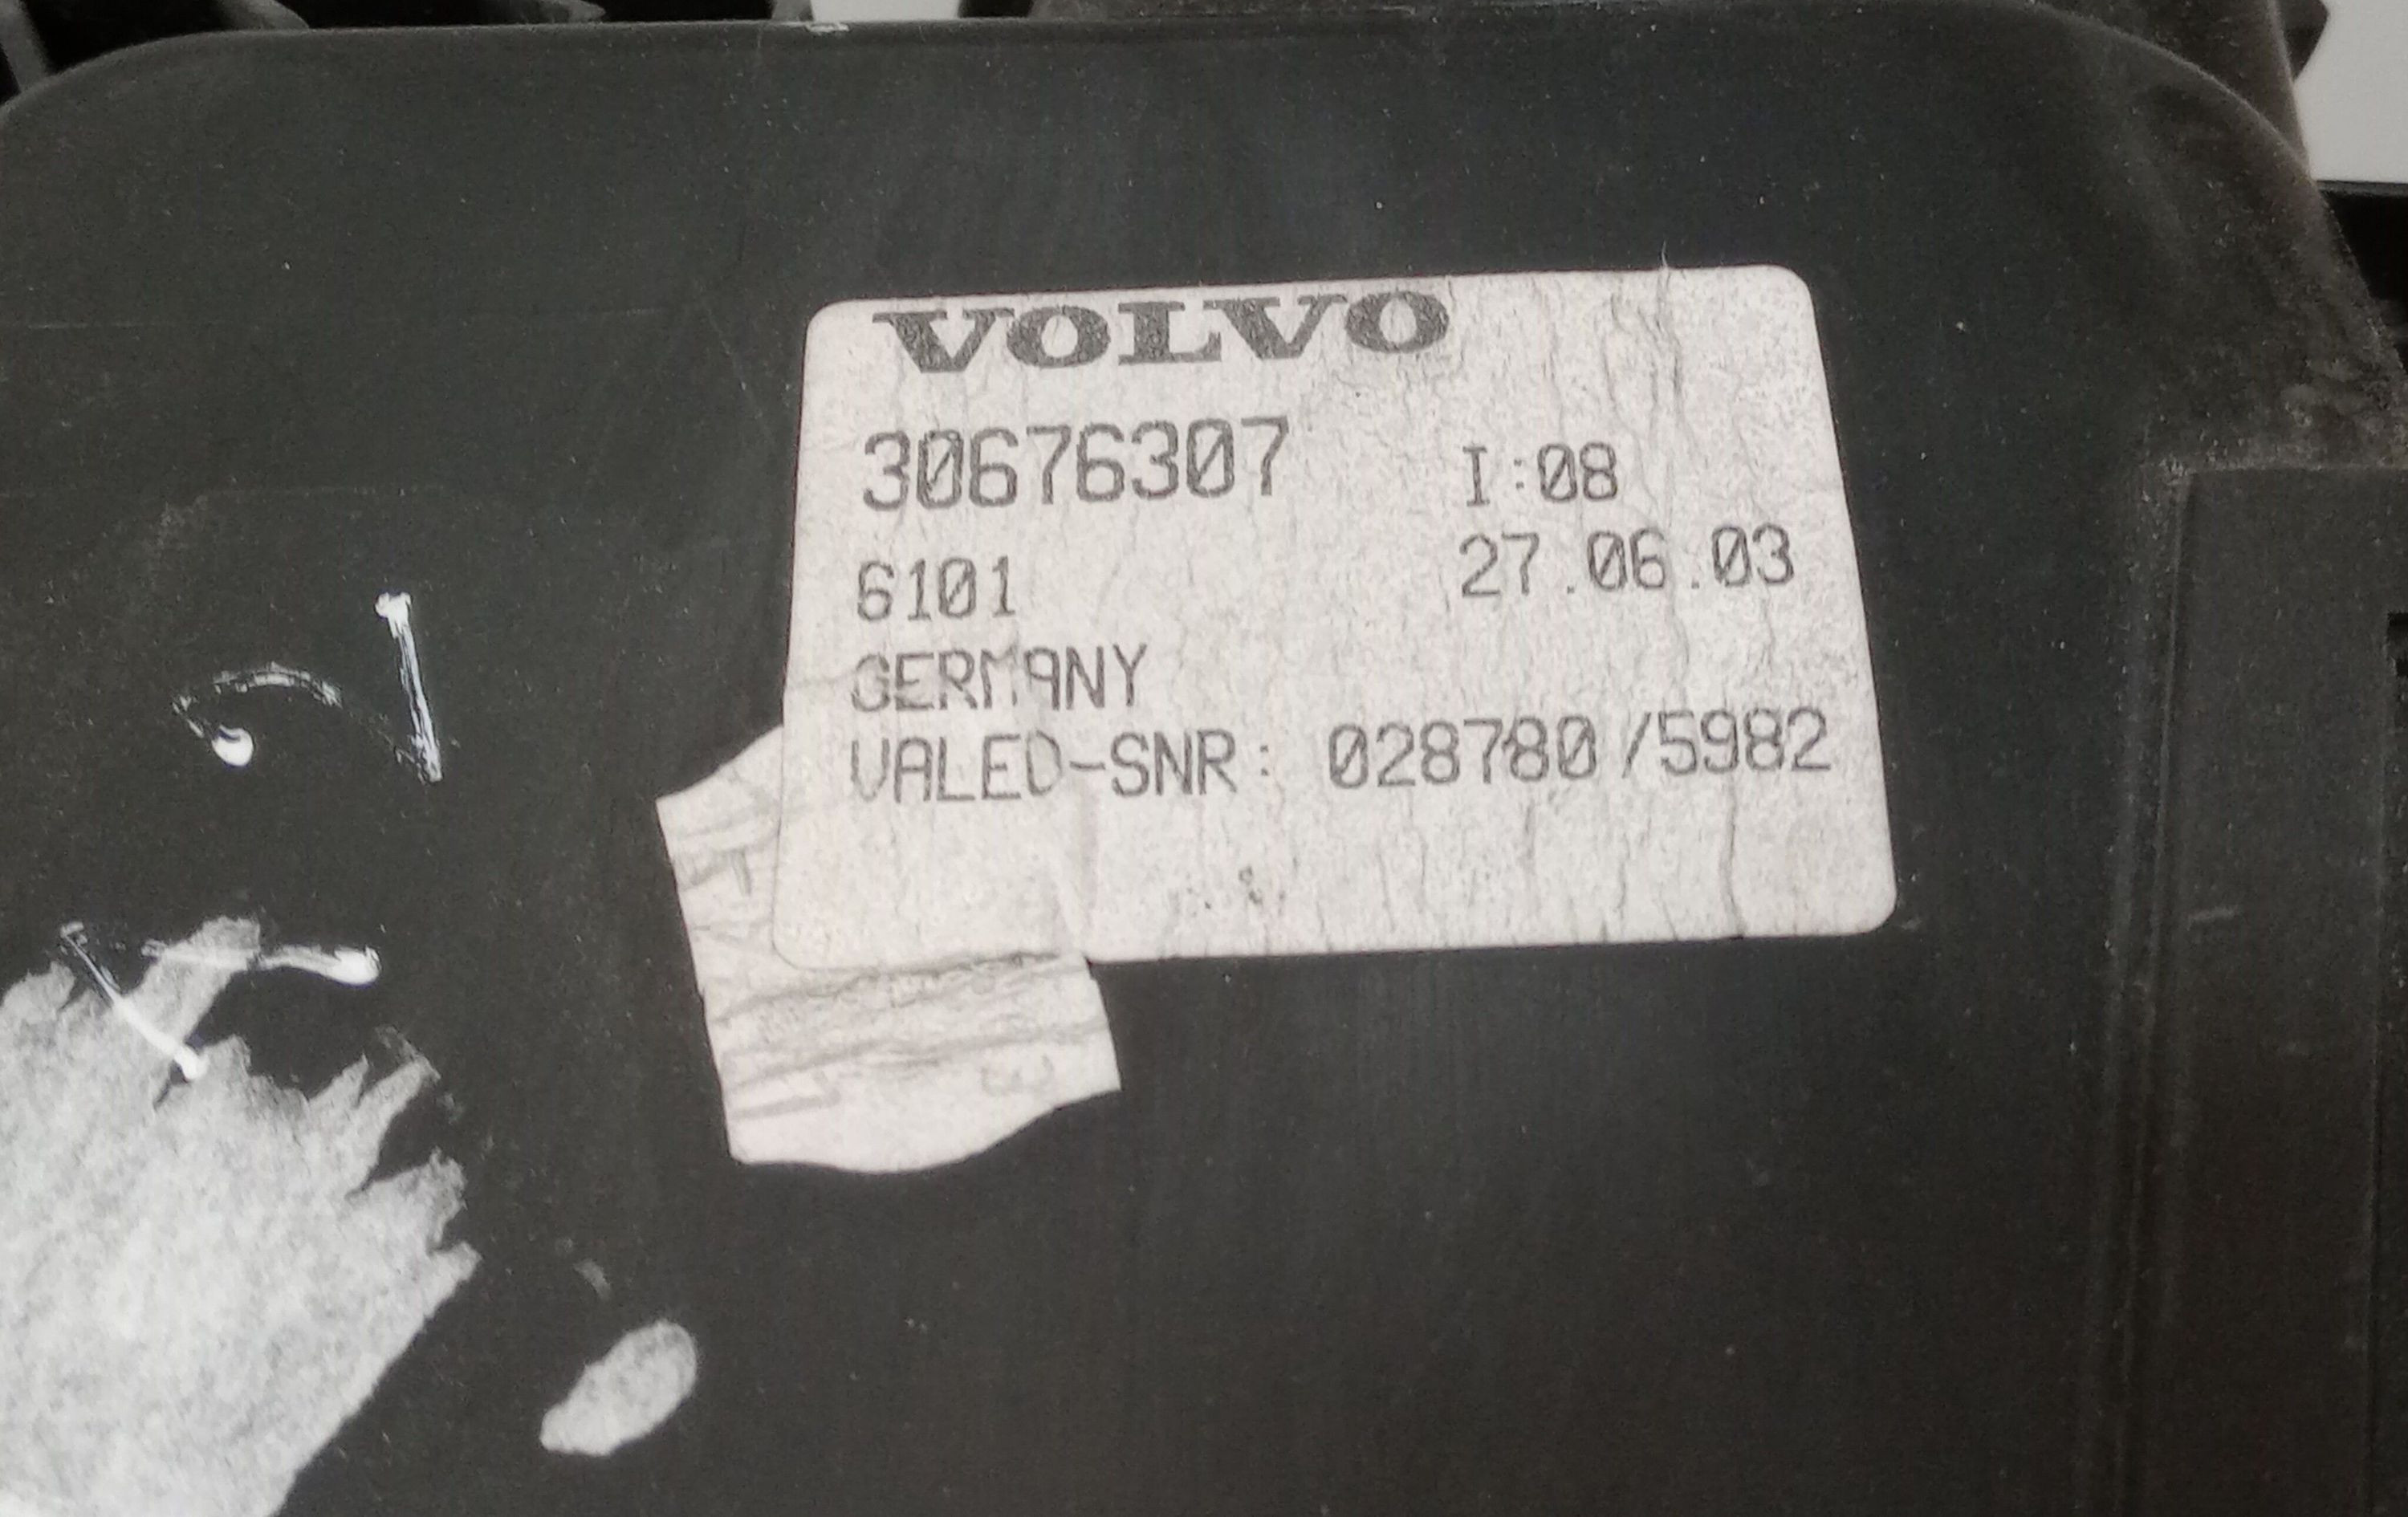 VOLVO
30676307 I:08
6101 27.06.03
GERMANY
VALEO-SNR: 028780/5982